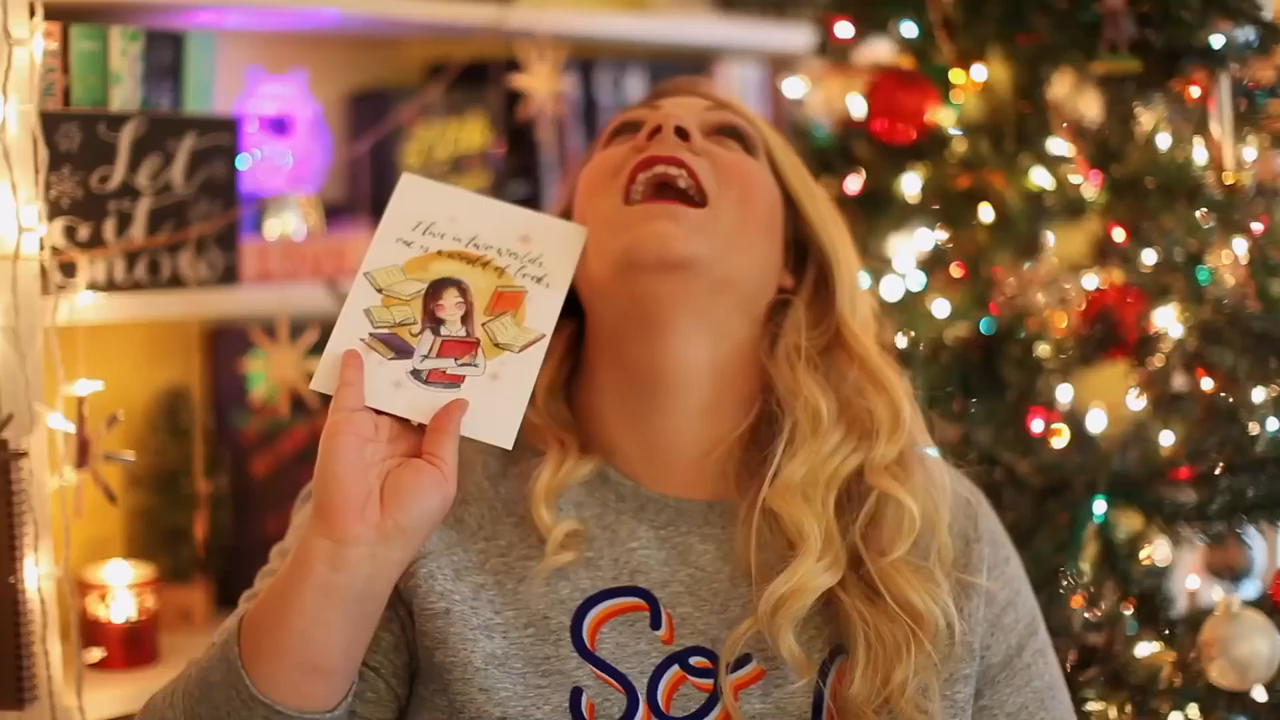 Let
it
Snow
I live in two worlds,
one is a world of books.
So